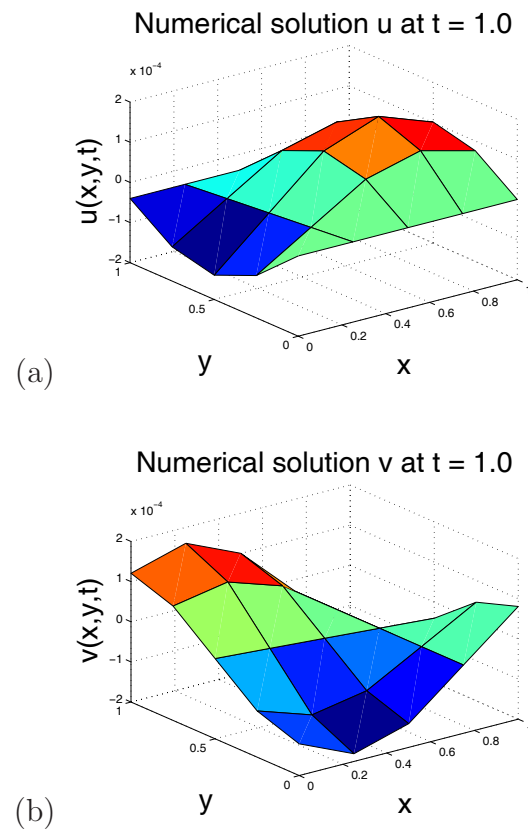 Numerical solution u at t = 1.0
x 10⁻⁴
2
1
0
−1
−2
u(x,y,t)
1
0.5
0
y
0
0.2
0.4
0.6
0.8
x
(a)
Numerical solution v at t = 1.0
x 10⁻⁴
2
1
0
−1
−2
v(x,y,t)
1
0.5
0
y
0
0.2
0.4
0.6
0.8
x
(b)